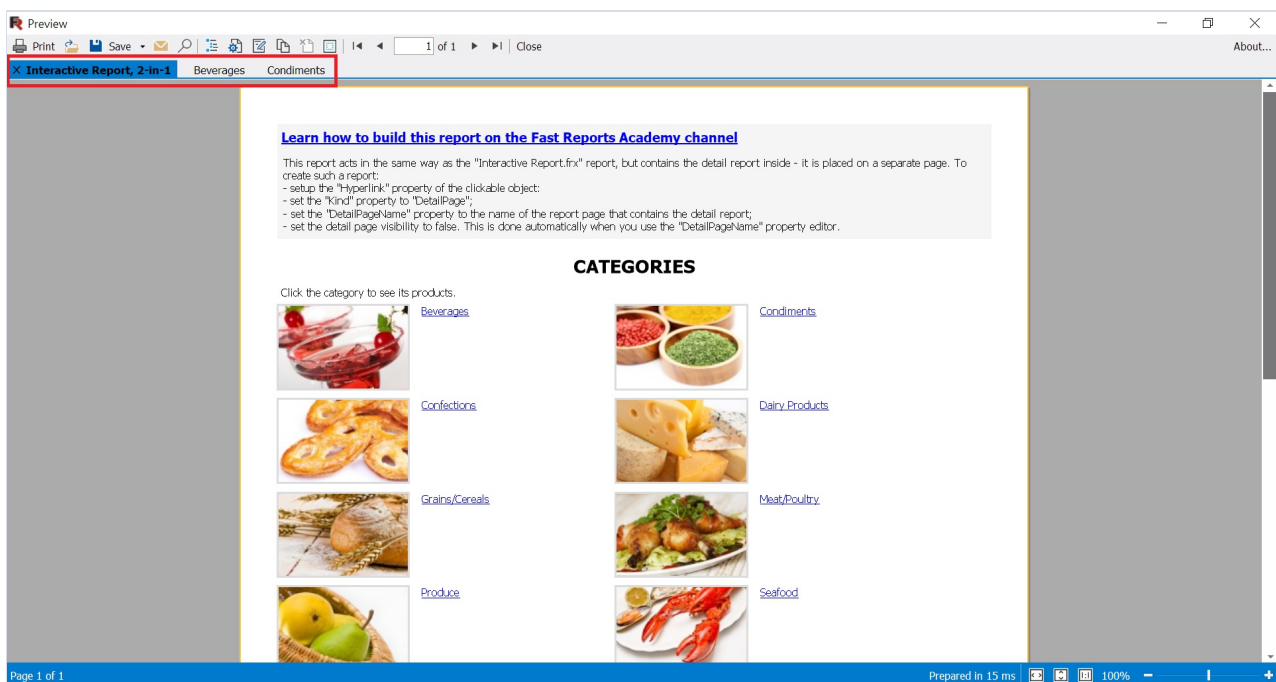 Preview
Print Save 1 of 1 Close About...
Interactive Report, 2-in-1 Beverages Condiments
Learn how to build this report on the Fast Reports Academy channel
This report acts in the same way as the "Interactive Report.frx" report, but contains the detail report inside - it is placed on a separate page. To
create such a report:
- setup the "Hyperlink" property of the clickable object:
- set the "Kind" property to "DetailPage";
- set the "DetailPageName" property to the name of the report page that contains the detail report;
- set the detail page visibility to false. This is done automatically when you use the "DetailPageName" property editor.
CATEGORIES
Click the category to see its products.
Beverages Condiments
Confections Dairy Products
Grains/Cereals Meat/Poultry
Produce Seafood
Page 1 of 1 Prepared in 15 ms 1:1 100%